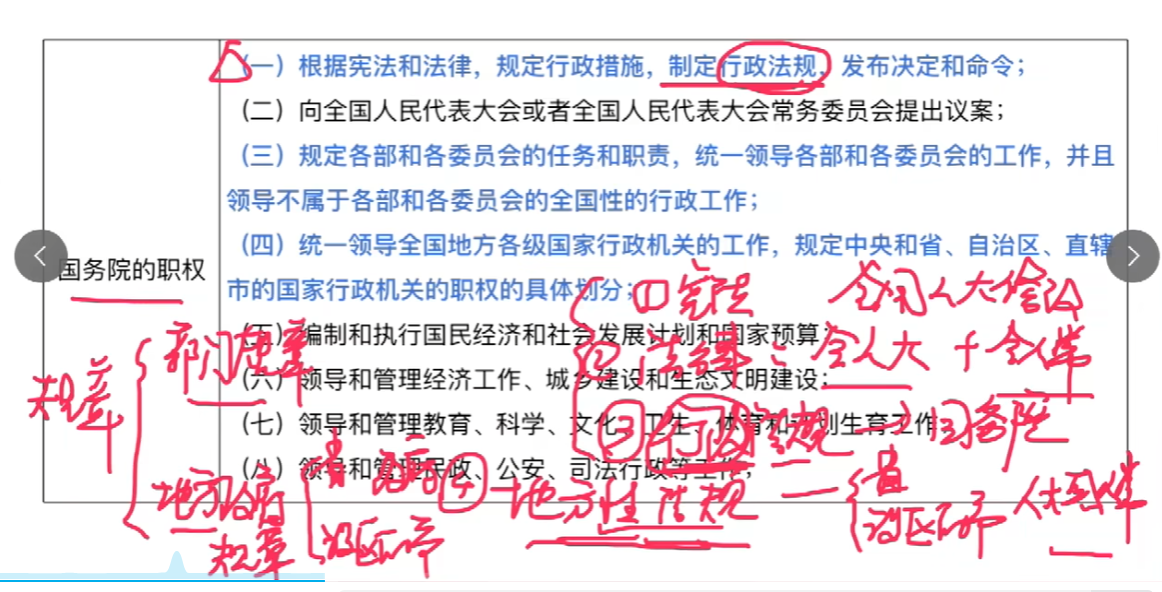 (一)根据宪法和法律，规定行政措施，制定行政法规，发布决定和命令；
(二)向全国人民代表大会或者全国人民代表大会常务委员会提出议案；
(三)规定各部和各委员会的任务和职责，统一领导各部和各委员会的工作，并且
领导不属于各部和各委员会的全国性的行政工作；
(四)统一领导全国地方各级国家行政机关的工作，规定中央和省、自治区、直辖
国务院的职权
市的国家行政机关的职权的具体划分；
(五)编制和执行国民经济和社会发展计划和国家预算；
(六)领导和管理经济工作、城乡建设和生态文明建设；
(七)领导和管理教育、科学、文化、卫生、体育和计划生育工作；
(八)领导和管理民政、公安、司法行政等工作；
①宪法 全国人大
②法律：全人大+全人常
③行政法规 国务院
④地方性法规 省 设区的市 人大
规章
部门规章
地方政府
规章
省 设区的市